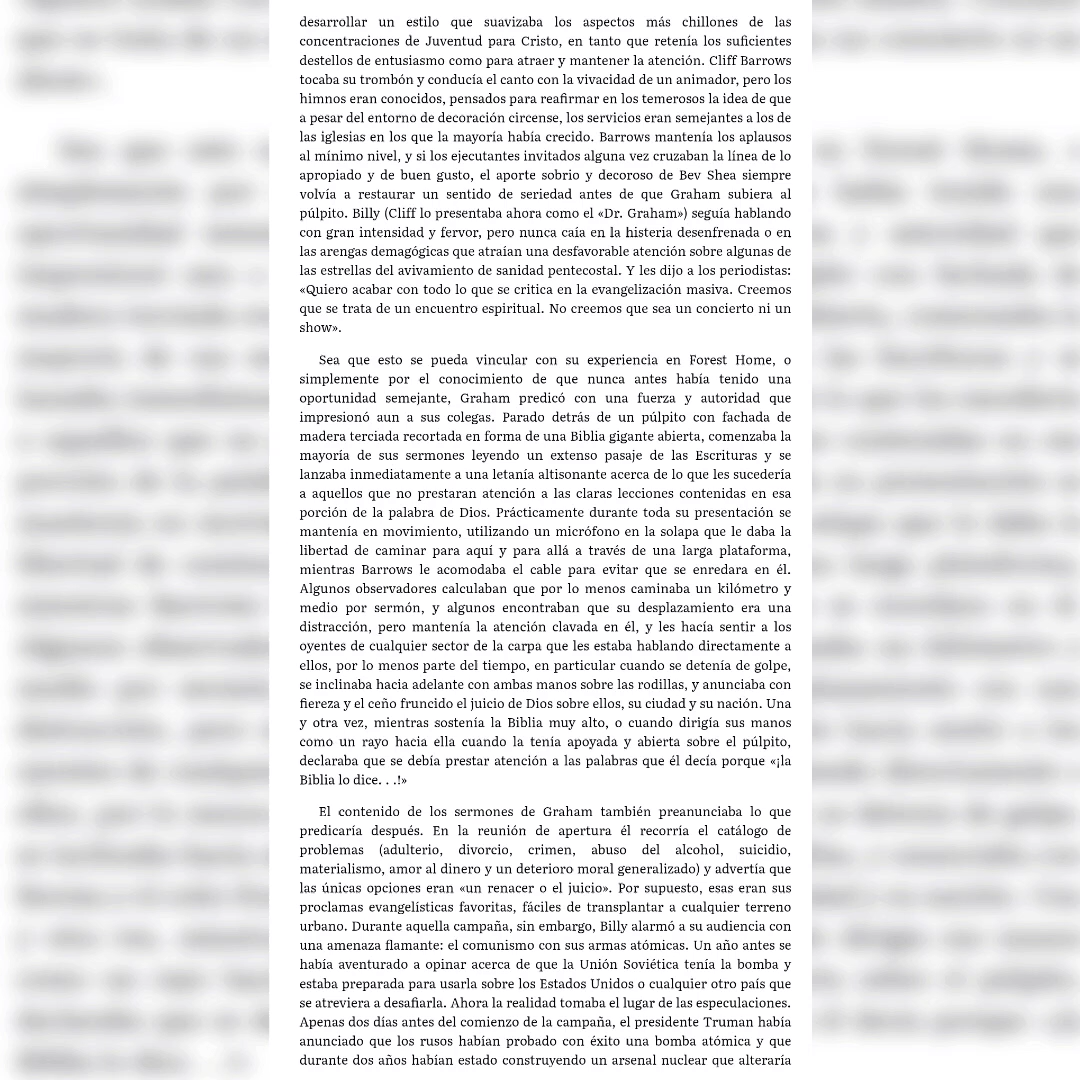 desarrollar un estilo que suavizaba los aspectos más chillones de las
concentraciones de Juventud para Cristo, en tanto que retenía los suficientes
destellos de entusiasmo como para atraer y mantener la atención. Cliff Barrows
tocaba su trombón y conducía el canto con la vivacidad de un animador, pero los
himnos eran conocidos, pensados para reafirmar en los temerosos la idea de que
a pesar del entorno de decoración circense, los servicios eran semejantes a los de
las iglesias en los que la mayoría había crecido. Barrows mantenía los aplausos
al mínimo nivel, y si los ejecutantes invitados alguna vez cruzaban la línea de lo
apropiado y de buen gusto, el aporte sobrio y decoroso de Bev Shea siempre
volvía a restaurar un sentido de seriedad antes de que Graham subiera al
púlpito. Billy (Cliff lo presentaba ahora como el «Dr. Graham») seguía hablando
con gran intensidad y fervor, pero nunca caía en la histeria desenfrenada o en
las arengas demagógicas que atraían una desfavorable atención sobre algunas de
las estrellas del avivamiento de sanidad pentecostal. Y les dijo a los periodistas:
«Quiero acabar con todo lo que se critica en la evangelización masiva. Creemos
que se trata de un encuentro espiritual. No creemos que sea un concierto ni un
show».
Sea que esto se pueda vincular con su experiencia en Forest Home, o
simplemente por el conocimiento de que nunca antes había tenido una
oportunidad semejante, Graham predicó con una fuerza y autoridad que
impresionó aun a sus colegas. Parado detrás de un púlpito con fachada de
madera terciada recortada en forma de una Biblia gigante abierta, comenzaba la
mayoría de sus sermones leyendo un extenso pasaje de las Escrituras y se
lanzaba inmediatamente a una letanía altisonante acerca de lo que les sucedería
a aquellos que no prestaran atención a las claras lecciones contenidas en esa
porción de la palabra de Dios. Prácticamente durante toda su presentación se
mantenía en movimiento, utilizando un micrófono en la solapa que le daba la
libertad de caminar para aquí y para allá a través de una larga plataforma,
mientras Barrows le acomodaba el cable para evitar que se enredara en él.
Algunos observadores calculaban que por lo menos caminaba un kilómetro y
medio por sermón, y algunos encontraban que su desplazamiento era una
distracción, pero mantenía la atención clavada en él, y les hacía sentir a los
oyentes de cualquier sector de la carpa que les estaba hablando directamente a
ellos, por lo menos parte del tiempo, en particular cuando se detenía de golpe,
se inclinaba hacia adelante con ambas manos sobre las rodillas, y anunciaba con
fiereza y el ceño fruncido el juicio de Dios sobre ellos, su ciudad y su nación. Una
y otra vez, mientras sostenía la Biblia muy alto, o cuando dirigía sus manos
como un rayo hacia ella cuando la tenía apoyada y abierta sobre el púlpito,
declaraba que se debía prestar atención a las palabras que él decía porque «¡la
Biblia lo dice. . .!»
El contenido de los sermones de Graham también preanunciaba lo que
predicaría después. En la reunión de apertura él recorría el catálogo de
problemas (adulterio, divorcio, crimen, abuso del alcohol, suicidio,
materialismo, amor al dinero y un deterioro moral generalizado) y advertía que
las únicas opciones eran «un renacer o el juicio». Por supuesto, esas eran sus
proclamas evangelísticas favoritas, fáciles de transplantar a cualquier terreno
urbano. Durante aquella campaña, sin embargo, Billy alarmó a su audiencia con
una amenaza flamante: el comunismo con sus armas atómicas. Un año antes se
había aventurado a opinar acerca de que la Unión Soviética tenía la bomba y
estaba preparada para usarla sobre los Estados Unidos o cualquier otro país que
se atreviera a desafiarla. Ahora la realidad tomaba el lugar de las especulaciones.
Apenas dos días antes del comienzo de la campaña, el presidente Truman había
anunciado que los rusos habían probado con éxito una bomba atómica y que
durante dos años habían estado construyendo un arsenal nuclear que alteraría